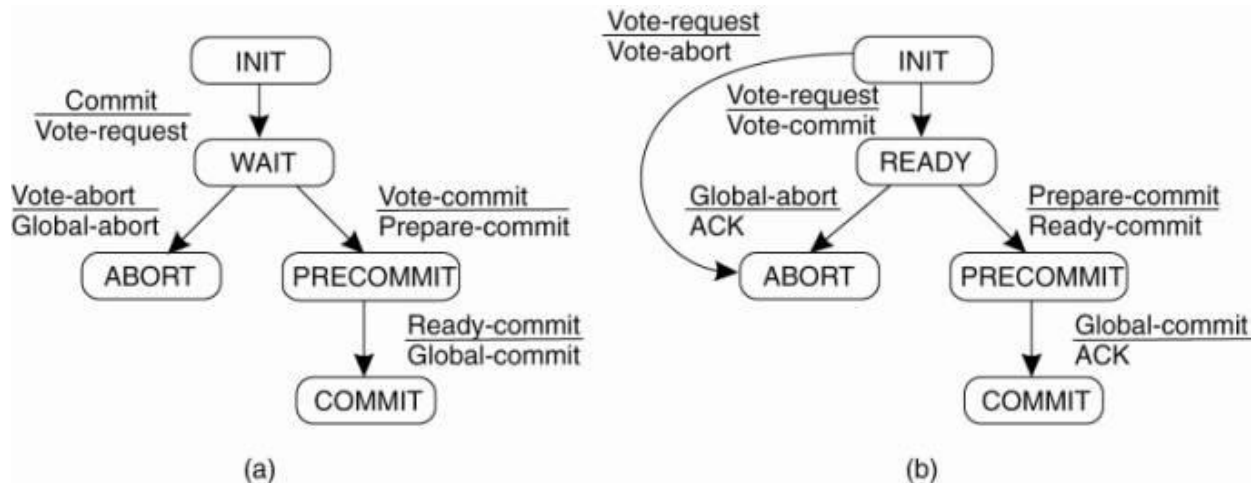 INIT
Commit
Vote-request
WAIT
Vote-abort
Global-abort
Vote-commit
Prepare-commit
ABORT
PRECOMMIT
Ready-commit
Global-commit
COMMIT
(a)
Vote-request
Vote-abort
INIT
Vote-request
Vote-commit
READY
Global-abort
ACK
Prepare-commit
Ready-commit
ABORT
PRECOMMIT
Global-commit
ACK
COMMIT
(b)